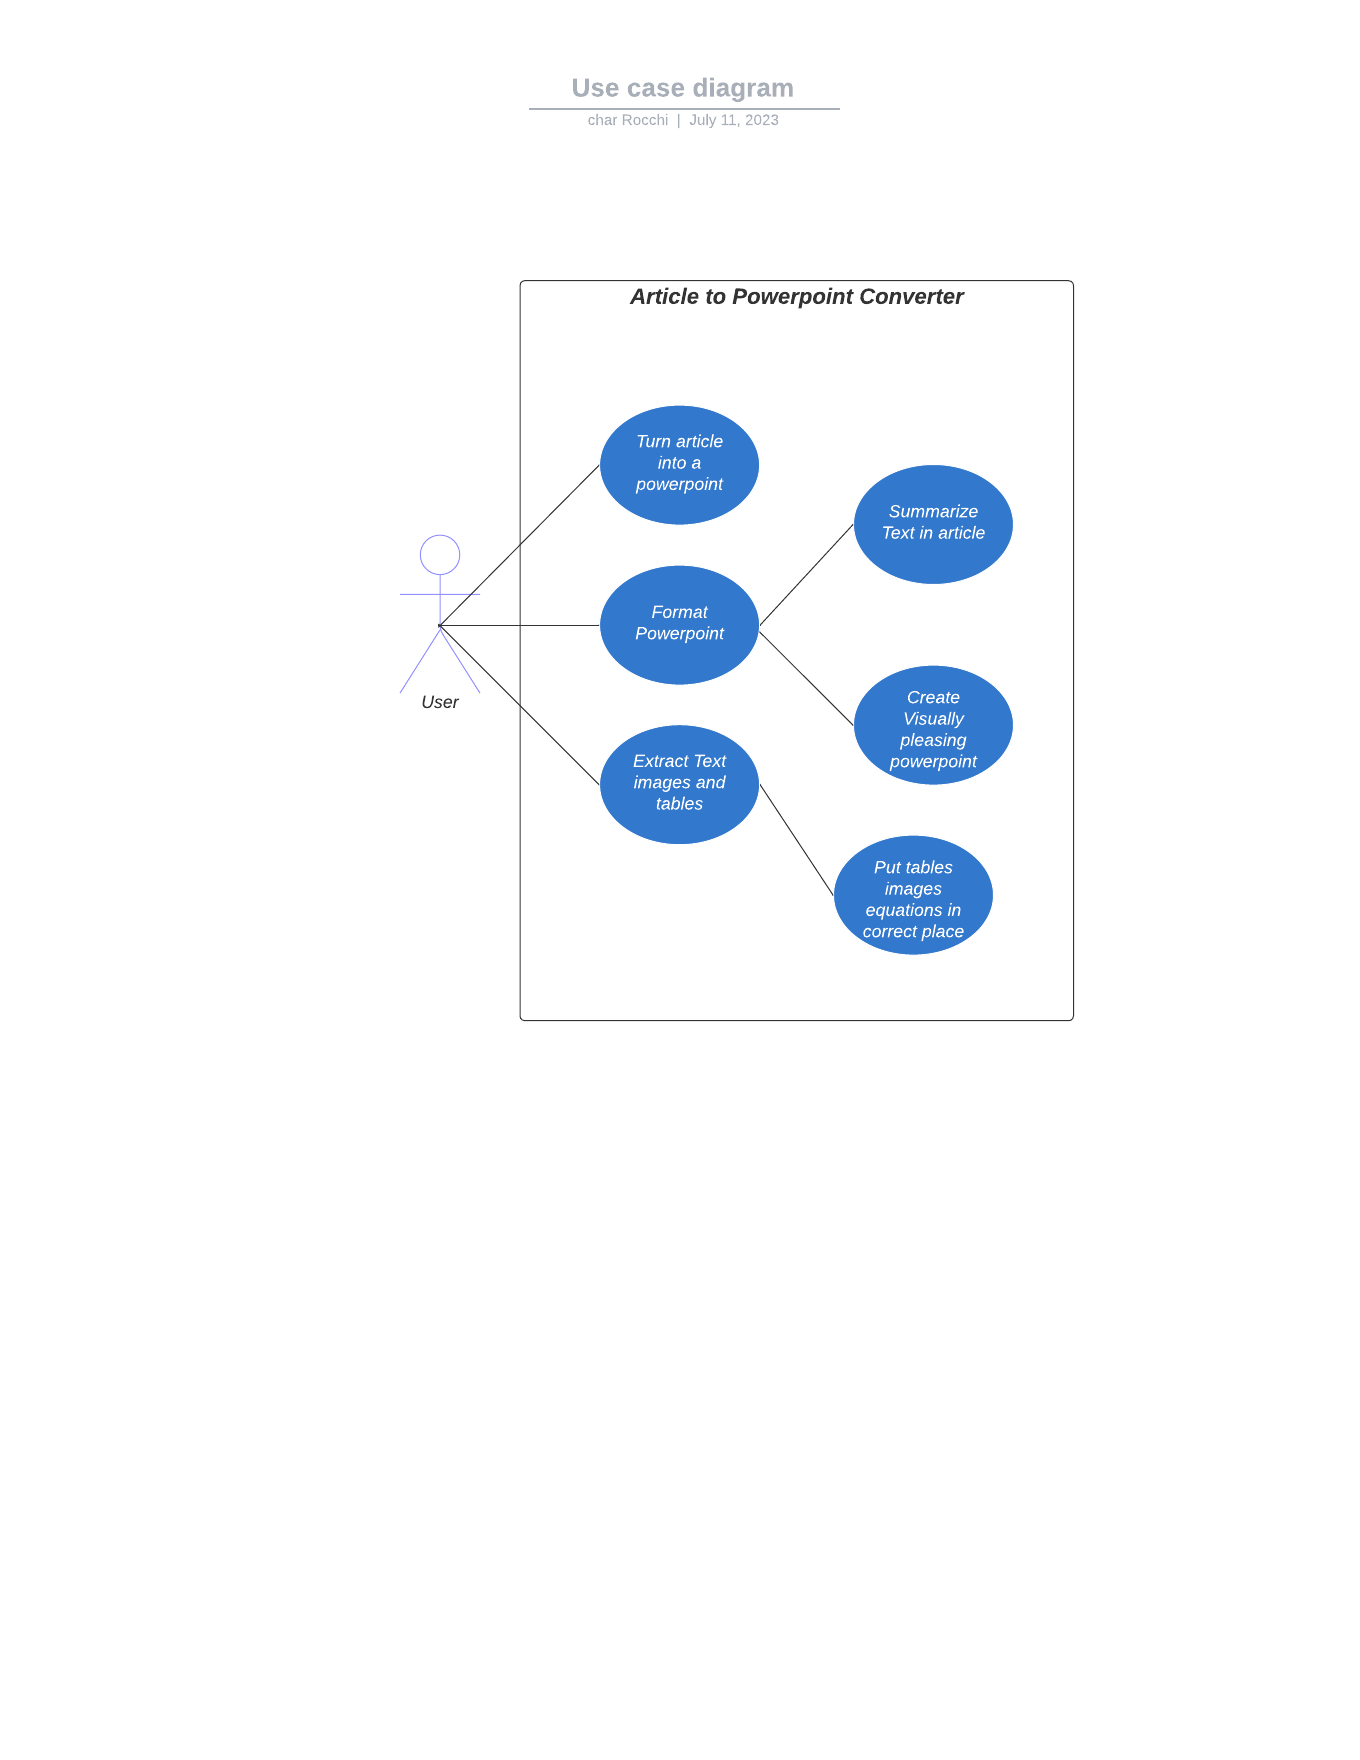 Use case diagram
char Rocchi | July 11, 2023
Article to Powerpoint Converter
Turn article
into a
powerpoint
Summarize
Text in article
Format
Powerpoint
User
Create
Visually
pleasing
powerpoint
Extract Text
images and
tables
Put tables
images
equations in
correct place